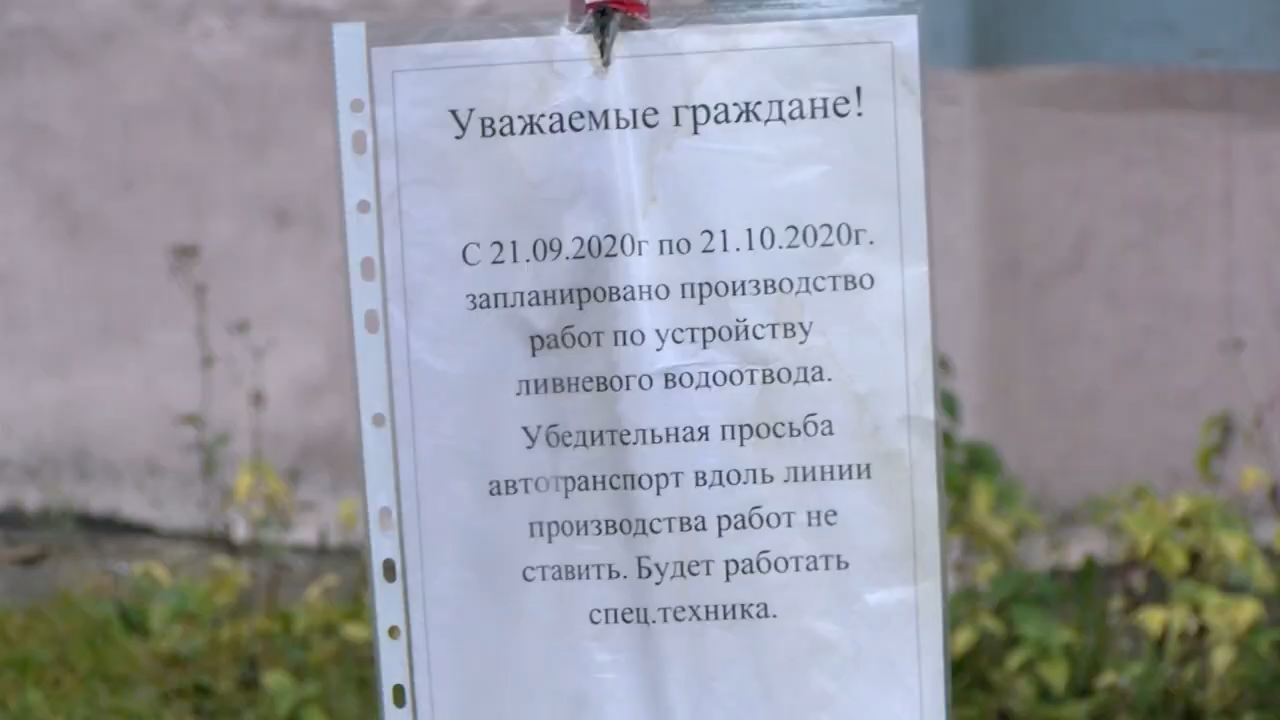 Уважаемые граждане!
С 21.09.2020г по 21.10.2020г.
запланировано производство
работ по устройству
ливневого водоотвода.
Убедительная просьба
автотранспорт вдоль линии
производства работ не
ставить. Будет работать
спец.техника.